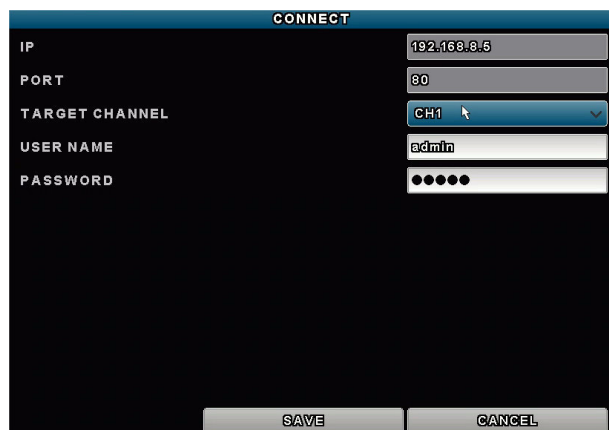 CONNECT
IP 192.168.8.5
PORT 80
TARGET CHANNEL CH1
USER NAME admin
PASSWORD ●●●●●
SAVE CANCEL